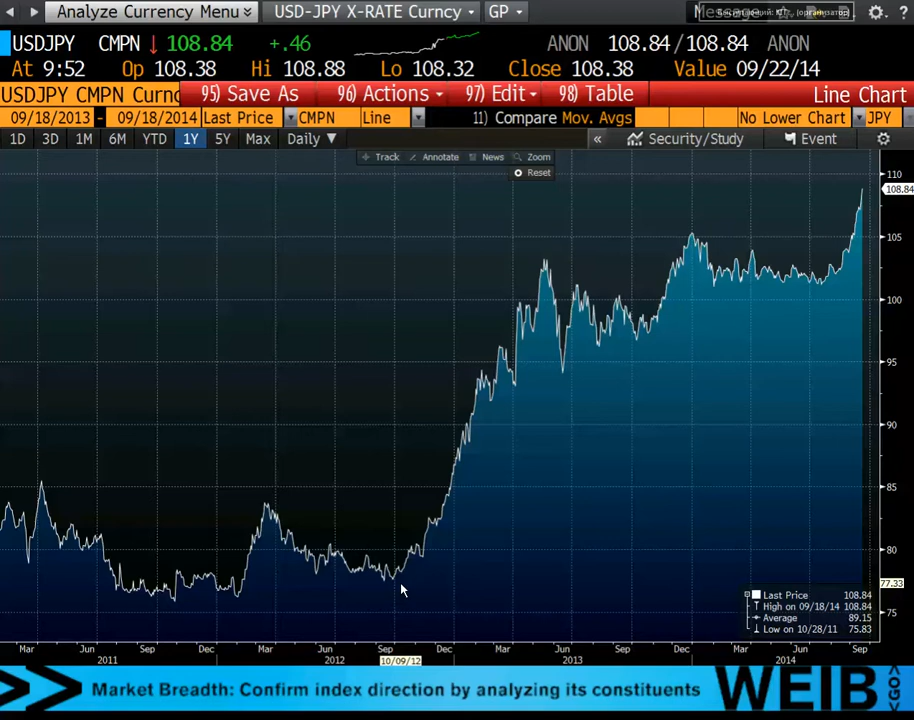 Analyze Currency Menu USD-JPY X-RATE Curncy GP Message ?
USDJPY CMPN 108.84 +.46 ANON 108.84 / 108.84 ANON
At 9:52 Op 108.38 Hi 108.88 Lo 108.32 Close 108.38 Value 09/22/14
USDJPY CMPN Curnc 95) Save As 96) Actions 97) Edit 98) Table Line Chart
09/18/2013 - 09/18/2014 Last Price CMPN Line 11) Compare Mov. Avgs No Lower Chart JPY
1D 3D 1M 6M YTD 1Y 5Y Max Daily ▼ « Security/Study Event
Track Annotate News Zoom
Reset
110
108.84
105
100
95
90
85
80
77.33
75
Last Price 108.84
High on 09/18/14 108.84
Average 89.15
Low on 10/28/11 75.83
Mar Jun Sep Dec Mar Jun Sep Dec Mar Jun Sep Dec Mar Jun Sep
2011 2012 10/09/12 2013 2014
Market Breadth: Confirm index direction by analyzing its constituents WEIB <GO>